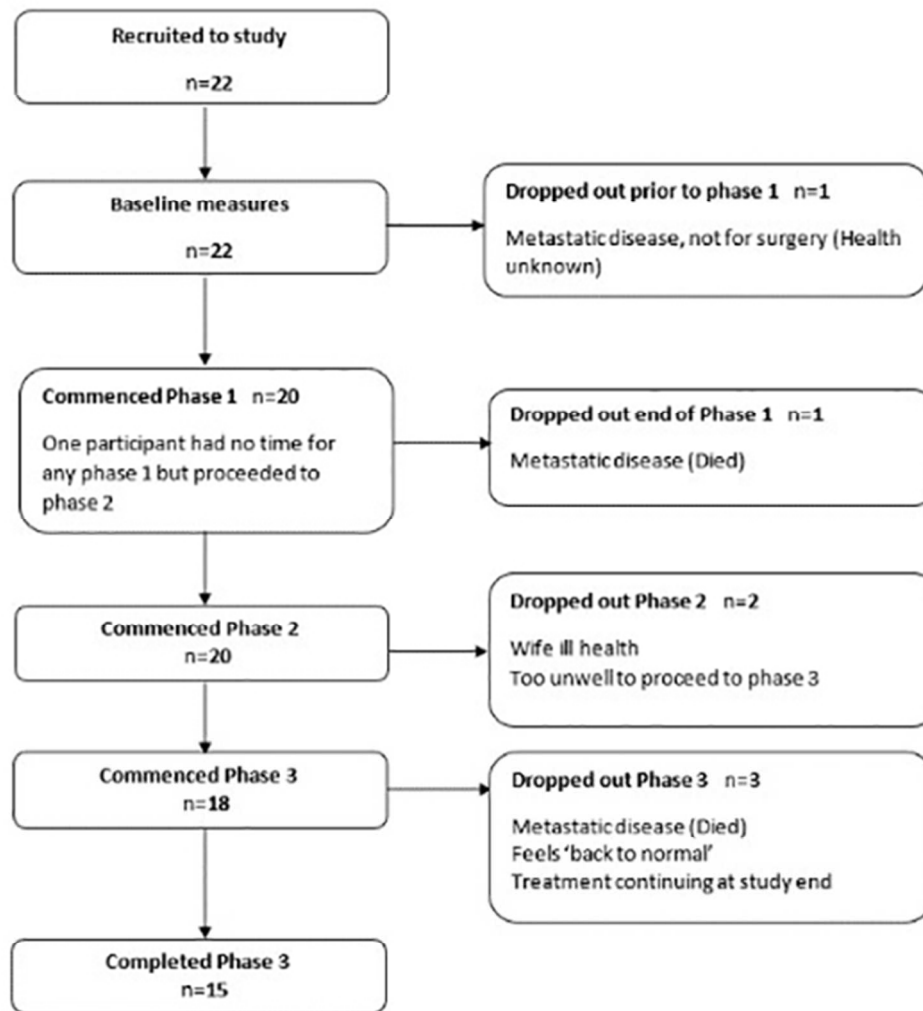 Recruited to study
n=22
Baseline measures
n=22
Dropped out prior to phase 1 n=1
Metastatic disease, not for surgery (Health
unknown)
Commenced Phase 1 n=20
One participant had no time for
any phase 1 but proceeded to
phase 2
Dropped out end of Phase 1 n=1
Metastatic disease (Died)
Commenced Phase 2
n=20
Dropped out Phase 2 n=2
Wife ill health
Too unwell to proceed to phase 3
Commenced Phase 3
n=18
Dropped out Phase 3 n=3
Metastatic disease (Died)
Feels ‘back to normal’
Treatment continuing at study end
Completed Phase 3
n=15